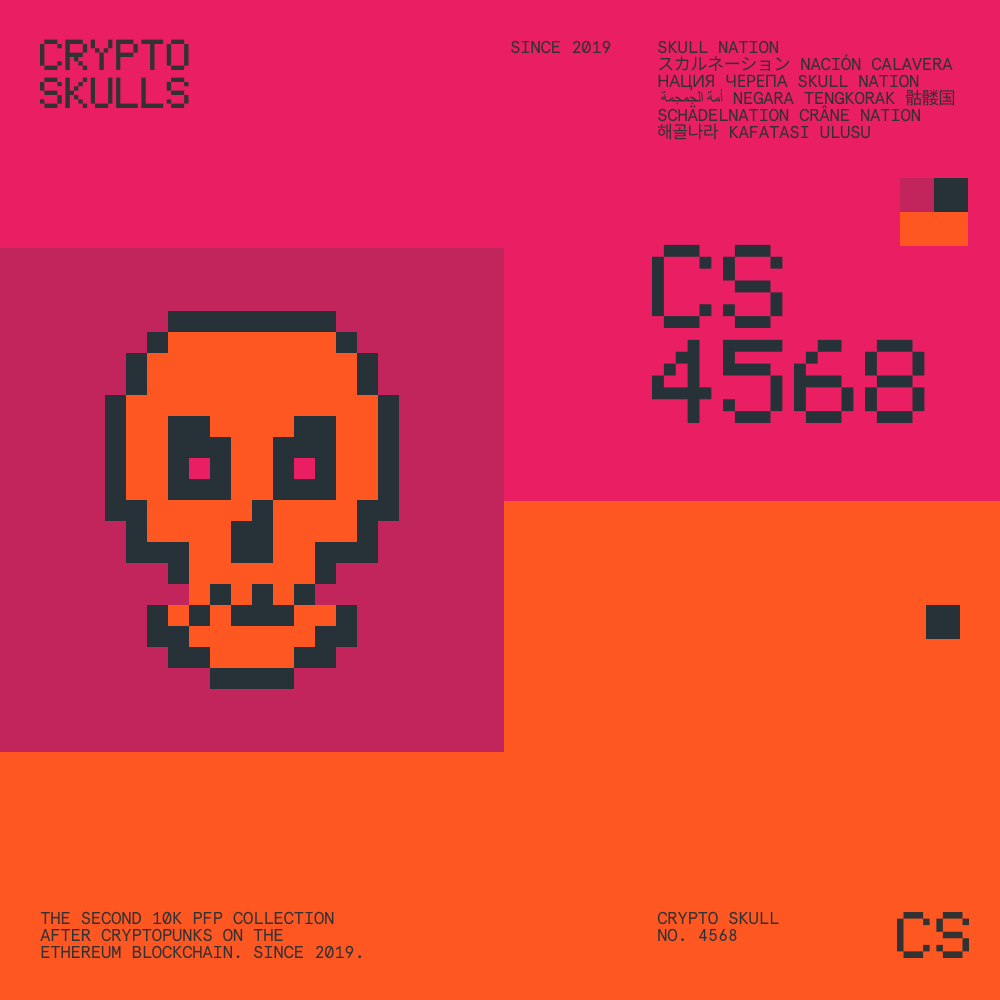 CRYPTO
SKULLS
SINCE 2019
SKULL NATION
スカルネーション NACIÓN CALAVERA
НАЦИЯ ЧЕРЕПА SKULL NATION
أمة الجمجمة NEGARA TENGKORAK 骷髅国
SCHÄDELNATION CRÂNE NATION
해골나라 KAFATASI ULUSU
CS
4568
THE SECOND 10K PFP COLLECTION
AFTER CRYPTOPUNKS ON THE
ETHEREUM BLOCKCHAIN. SINCE 2019.
CRYPTO SKULL
NO. 4568
CS